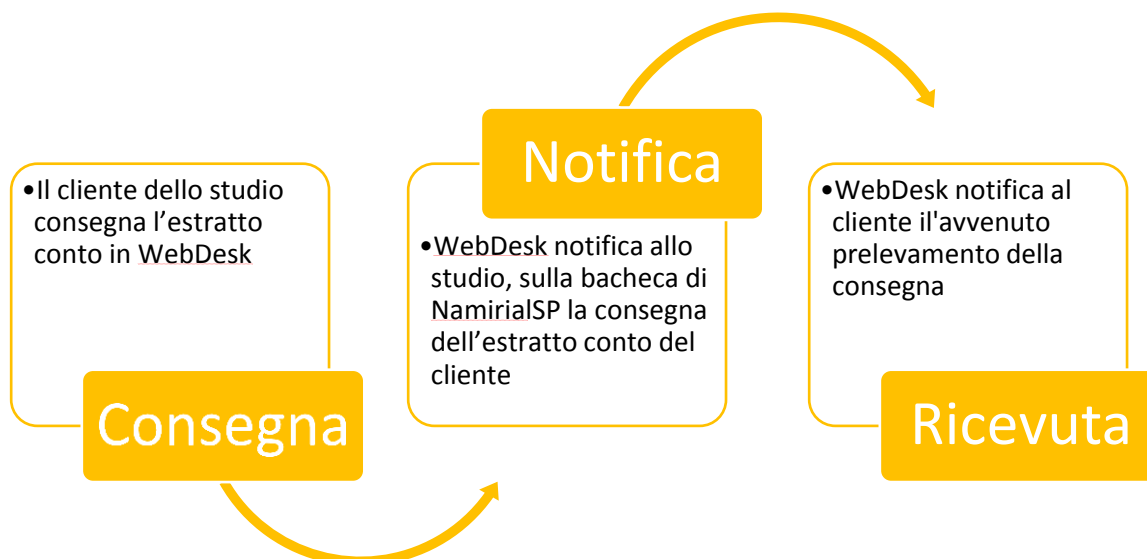 •Il cliente dello studio
consegna l’estratto
conto in WebDesk
Consegna
Notifica
•WebDesk notifica allo
studio, sulla bacheca di
NamirialSP la consegna
dell’estratto conto del
cliente
•WebDesk notifica al
cliente il'avvenuto
prelevamento della
consegna
Ricevuta